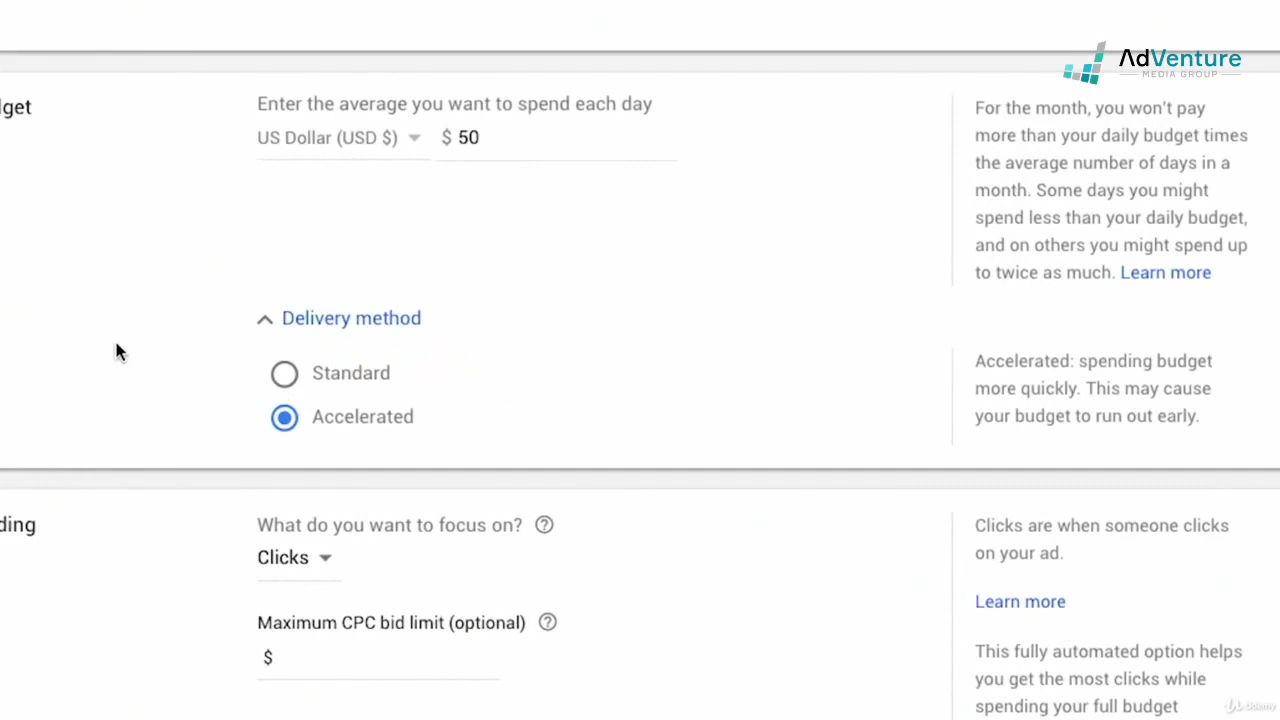 AdVenture
MEDIA GROUP
dget
Enter the average you want to spend each day
US Dollar (USD $) $ 50
For the month, you won't pay
more than your daily budget times
the average number of days in a
month. Some days you might
spend less than your daily budget,
and on others you might spend up
to twice as much. Learn more
Delivery method
Standard
Accelerated
Accelerated: spending budget
more quickly. This may cause
your budget to run out early.
ding
What do you want to focus on? ?
Clicks
Clicks are when someone clicks
on your ad.
Learn more
Maximum CPC bid limit (optional) ?
$
This fully automated option helps
you get the most clicks while
spending your full budget
udemy